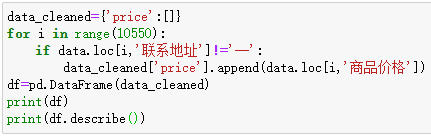 data_cleaned={'price':[]}
for i in range(10550):
    if data.loc[i,'联系地址']!='—':
        data_cleaned['price'].append(data.loc[i,'商品价格'])
df=pd.DataFrame(data_cleaned)
print(df)
print(df.describe())